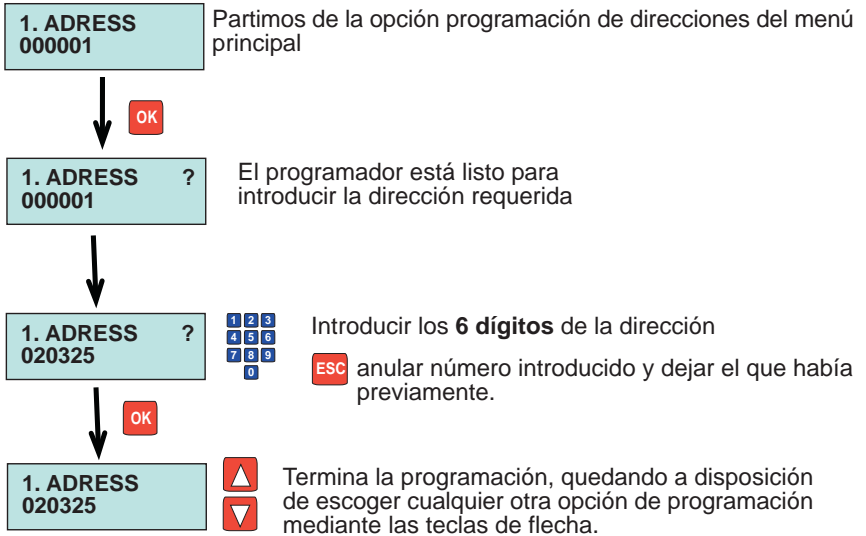 1. ADRESS
000001
Partimos de la opción programación de direcciones del menú
principal
OK
1. ADRESS ?
000001
El programador está listo para
introducir la dirección requerida
1. ADRESS ?
020325
1 2 3
4 5 6
7 8 9
0
Introducir los 6 dígitos de la dirección
ESC anular número introducido y dejar el que había
previamente.
OK
1. ADRESS
020325
Termina la programación, quedando a disposición
de escoger cualquier otra opción de programación
mediante las teclas de flecha.